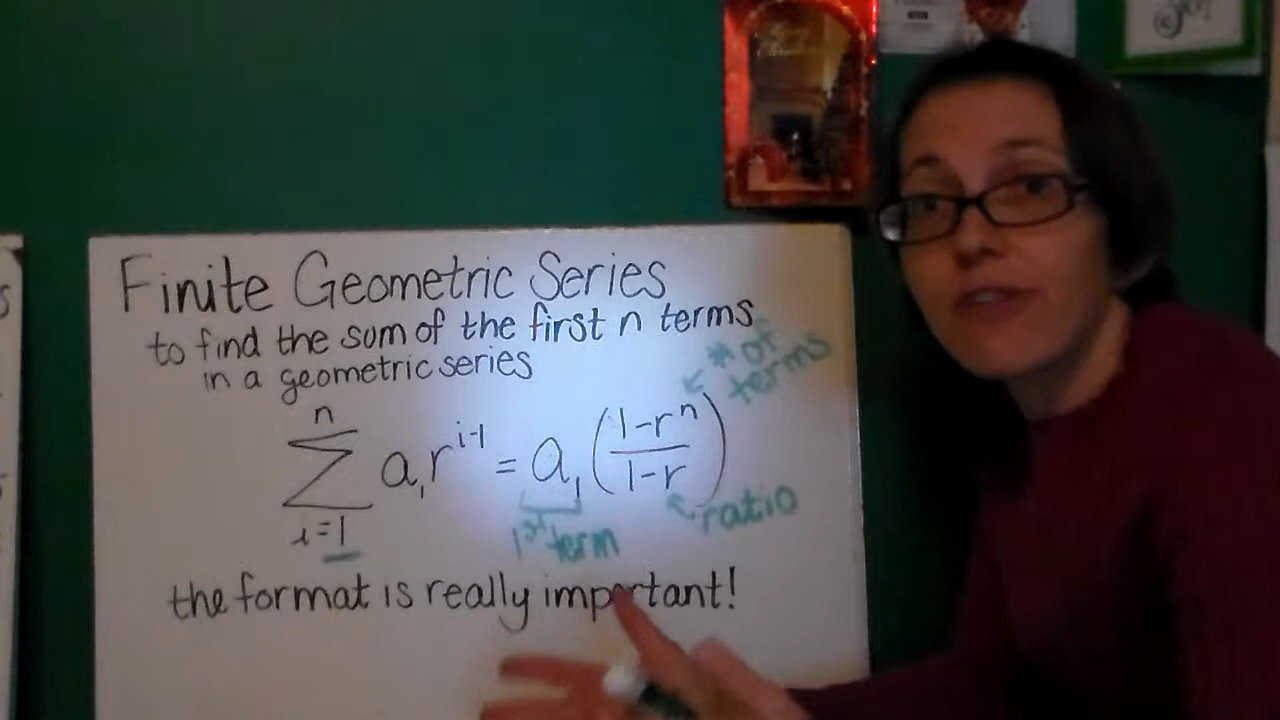 Finite Geometric Series
to find the sum of the first n terms
in a geometric series
# of
terms
n
Σ a₁r^(i-1) = a₁ ((1-r^n)/(1-r))
i=1
ratio
1st term
the format is really important!